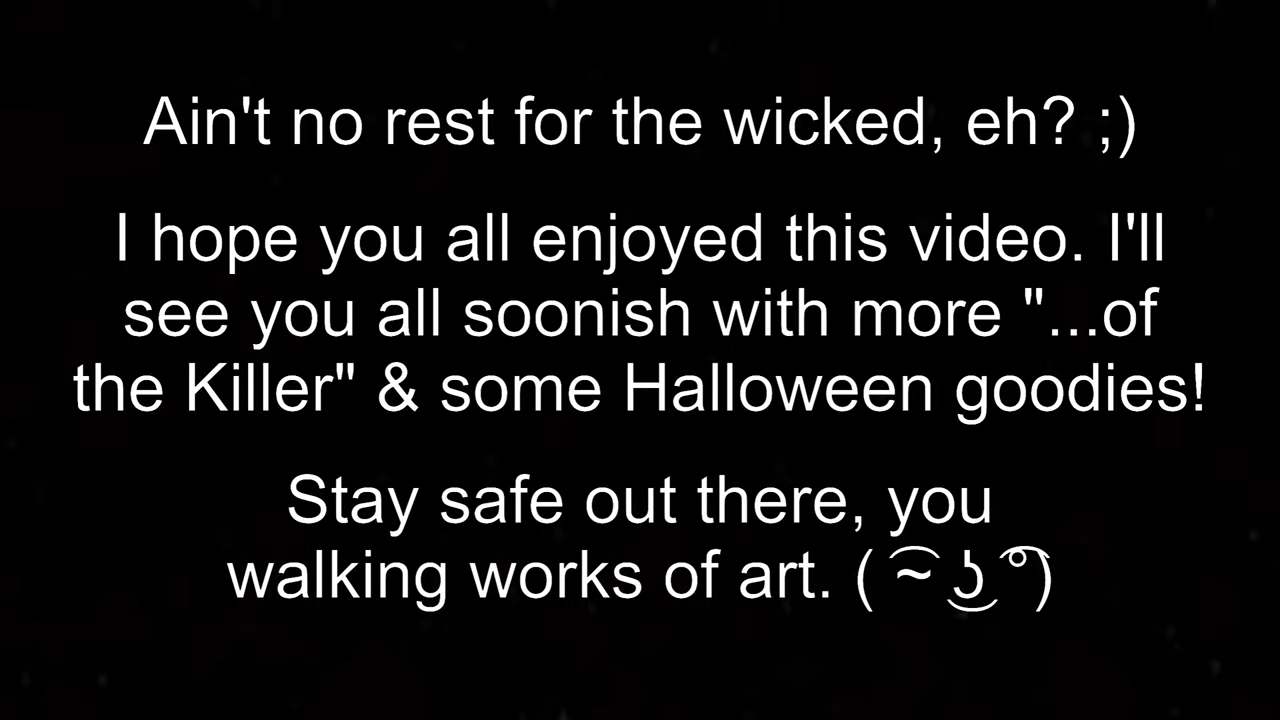 Ain't no rest for the wicked, eh? ;)
I hope you all enjoyed this video. I'll
see you all soonish with more "...of
the Killer" & some Halloween goodies!
Stay safe out there, you
walking works of art. ( ͡~ ͜ʖ ͡°)